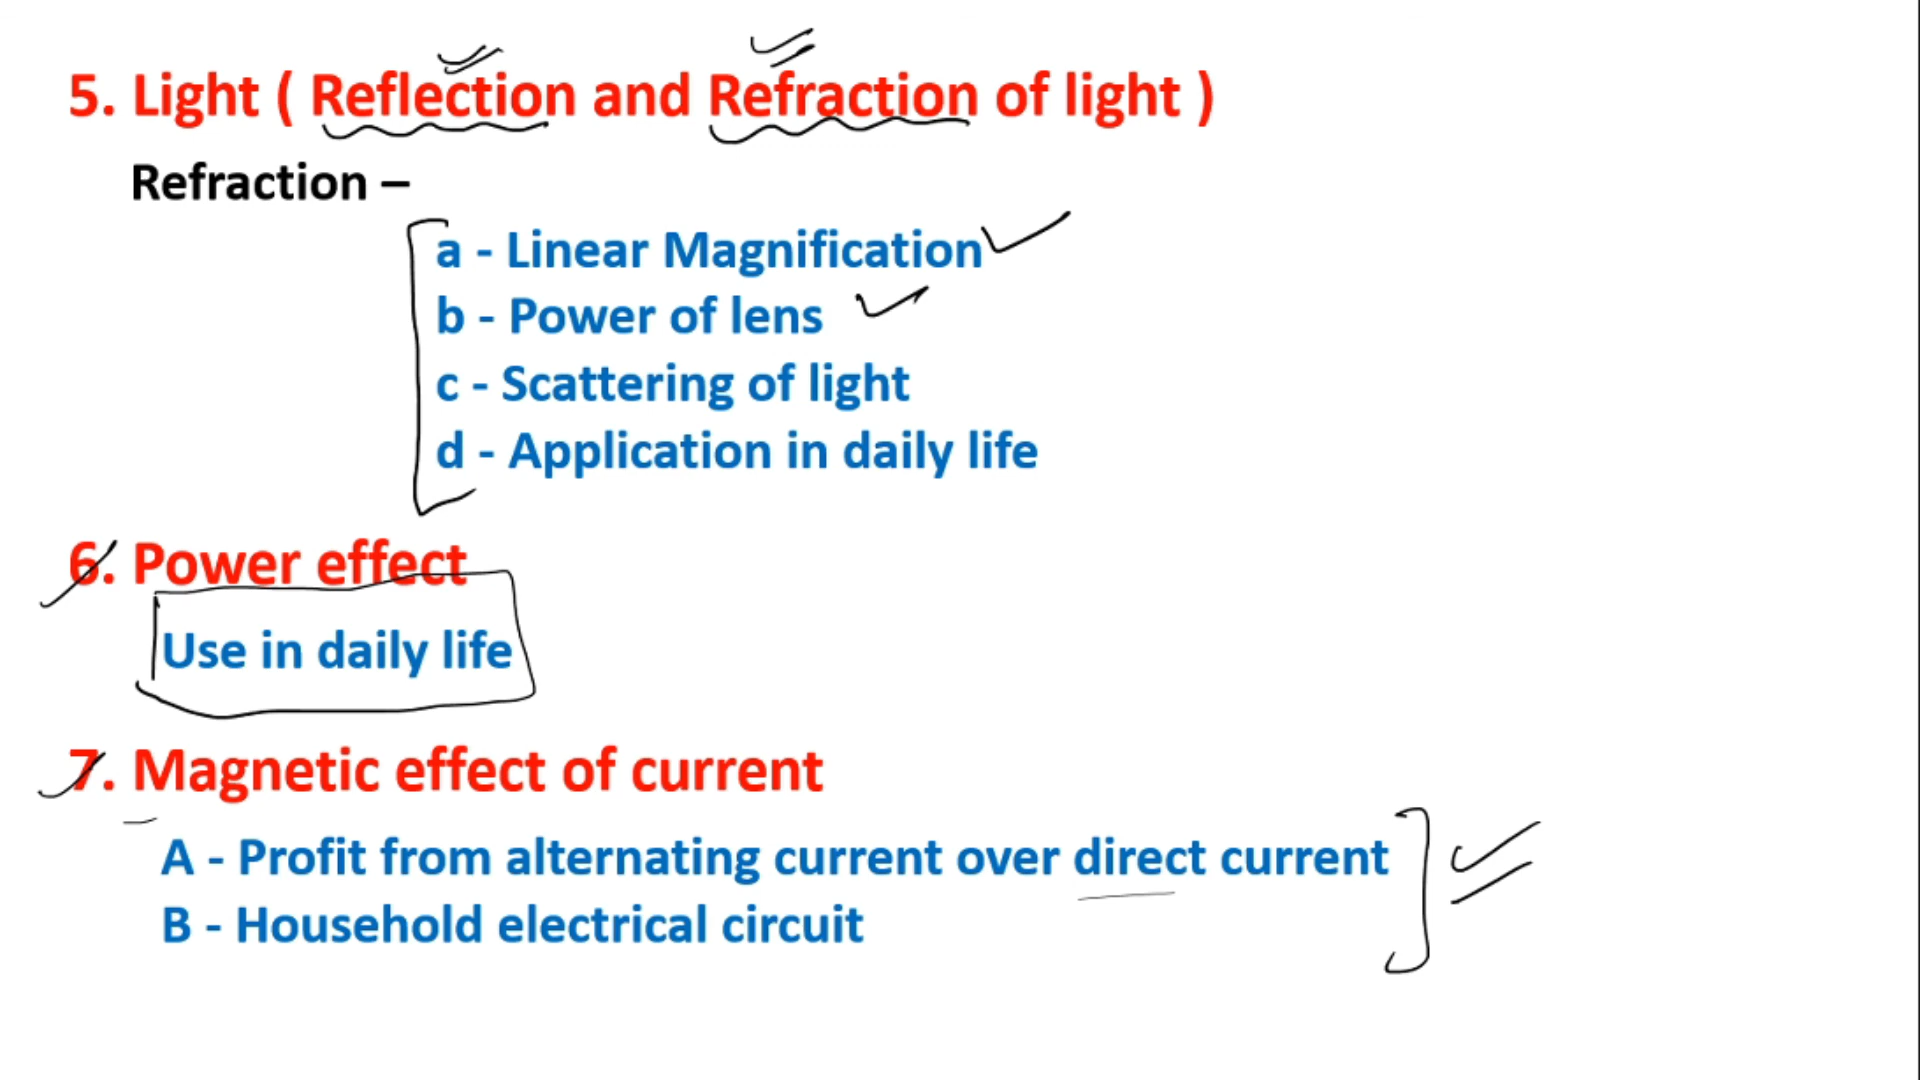 5. Light ( Reflection and Refraction of light )
Refraction –
a - Linear Magnification
b - Power of lens
c - Scattering of light
d - Application in daily life
6. Power effect
Use in daily life
7. Magnetic effect of current
A - Profit from alternating current over direct current
B - Household electrical circuit